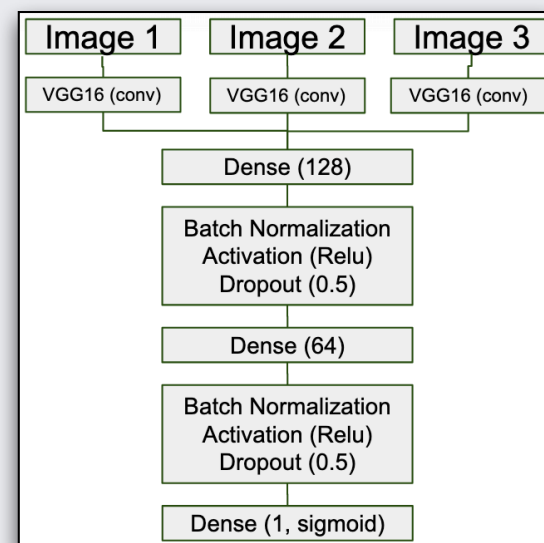 Image 1
Image 2
Image 3
VGG16 (conv)
VGG16 (conv)
VGG16 (conv)
Dense (128)
Batch Normalization
Activation (Relu)
Dropout (0.5)
Dense (64)
Batch Normalization
Activation (Relu)
Dropout (0.5)
Dense (1, sigmoid)